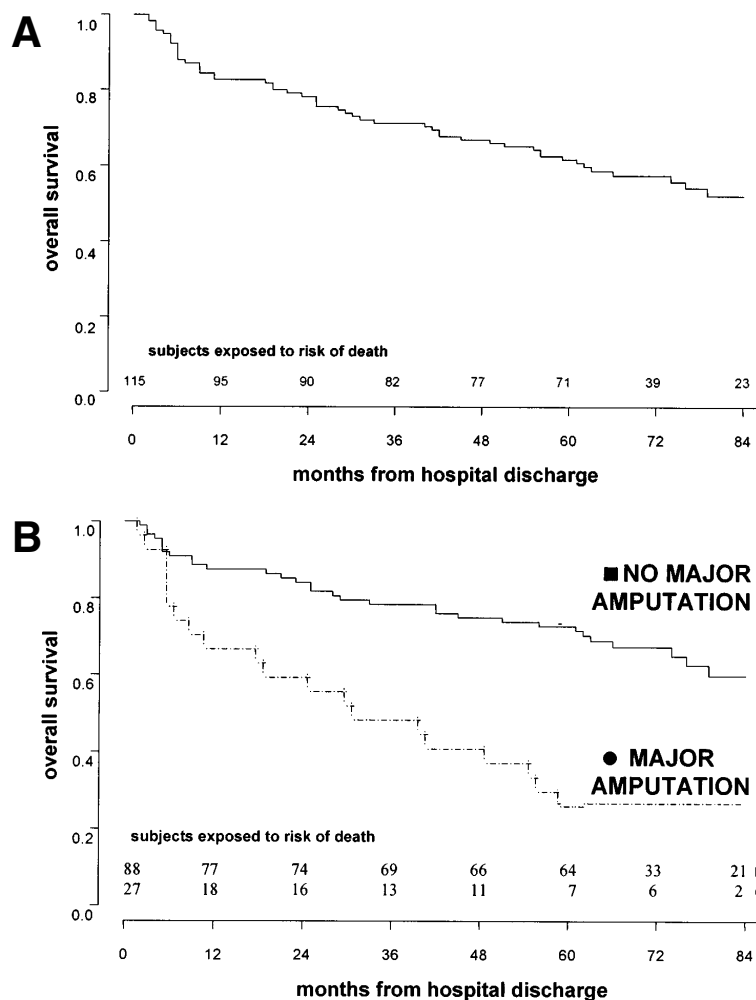 A
1.0
0.8
0.6
0.4
0.2
0.0
overall survival
subjects exposed to risk of death
115 95 90 82 77 71 39 23
0 12 24 36 48 60 72 84
months from hospital discharge
B
1.0
0.8
0.6
0.4
0.2
0.0
overall survival
NO MAJOR
AMPUTATION
MAJOR
AMPUTATION
subjects exposed to risk of death
88 77 74 69 66 64 33 21
27 18 16 13 11 7 6 2
0 12 24 36 48 60 72 84
months from hospital discharge